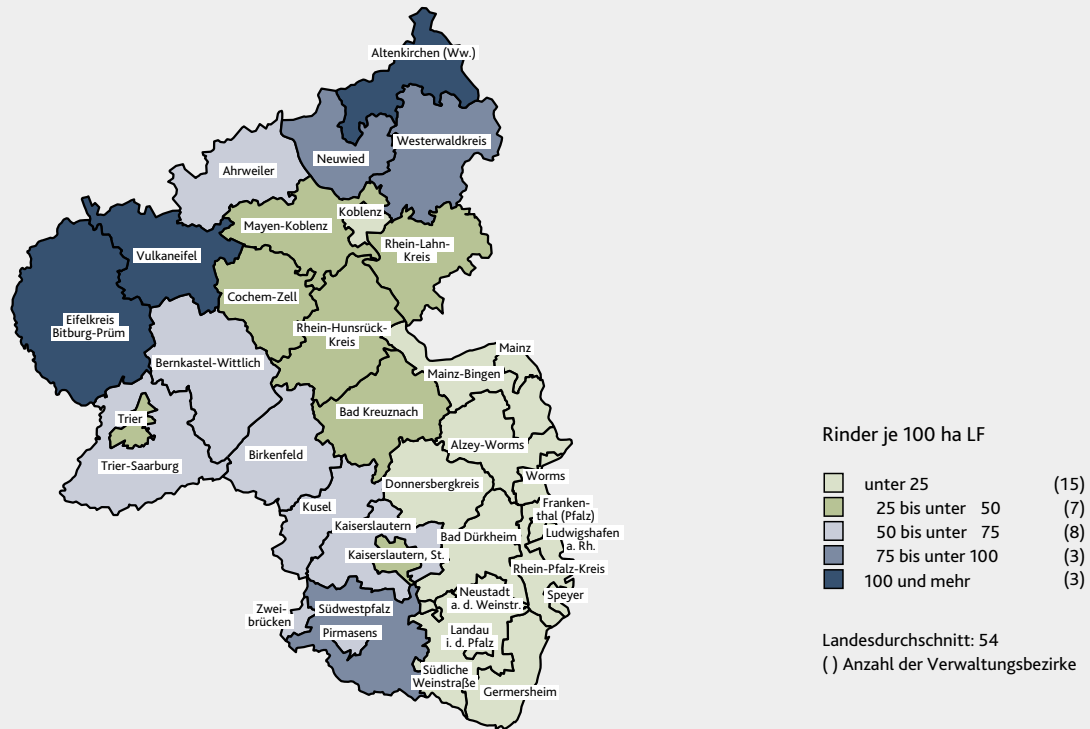 Altenkirchen (Ww.)
Westerwaldkreis
Neuwied
Ahrweiler
Koblenz
Mayen-Koblenz
Rhein-Lahn-
Kreis
Vulkaneifel
Cochem-Zell
Eifelkreis
Bitburg-Prüm
Rhein-Hunsrück-
Kreis
Mainz
Bernkastel-Wittlich
Mainz-Bingen
Bad Kreuznach
Trier
Alzey-Worms
Birkenfeld
Trier-Saarburg
Worms
Donnersbergkreis
Kusel
Franken-
thal (Pfalz)
Kaiserslautern
Ludwigshafen
a. Rh.
Bad Dürkheim
Kaiserslautern, St.
Rhein-Pfalz-Kreis
Neustadt
a. d. Weinstr.
Speyer
Zwei-
brücken
Südwestpfalz
Pirmasens
Landau
i. d. Pfalz
Südliche
Weinstraße
Germersheim
Rinder je 100 ha LF
unter 25 (15)
25 bis unter 50 (7)
50 bis unter 75 (8)
75 bis unter 100 (3)
100 und mehr (3)
Landesdurchschnitt: 54
( ) Anzahl der Verwaltungsbezirke